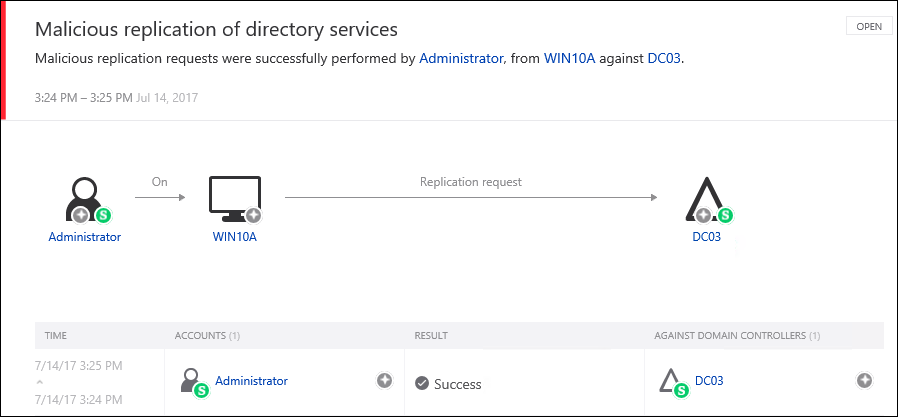 Malicious replication of directory services
OPEN
Malicious replication requests were successfully performed by Administrator, from WIN10A against DC03.
3:24 PM – 3:25 PM Jul 14, 2017
On
Replication request
S
S
Administrator
WIN10A
DC03
TIME
ACCOUNTS (1)
RESULT
AGAINST DOMAIN CONTROLLERS (1)
7/14/17 3:25 PM
7/14/17 3:24 PM
S
Administrator
Success
S
DC03